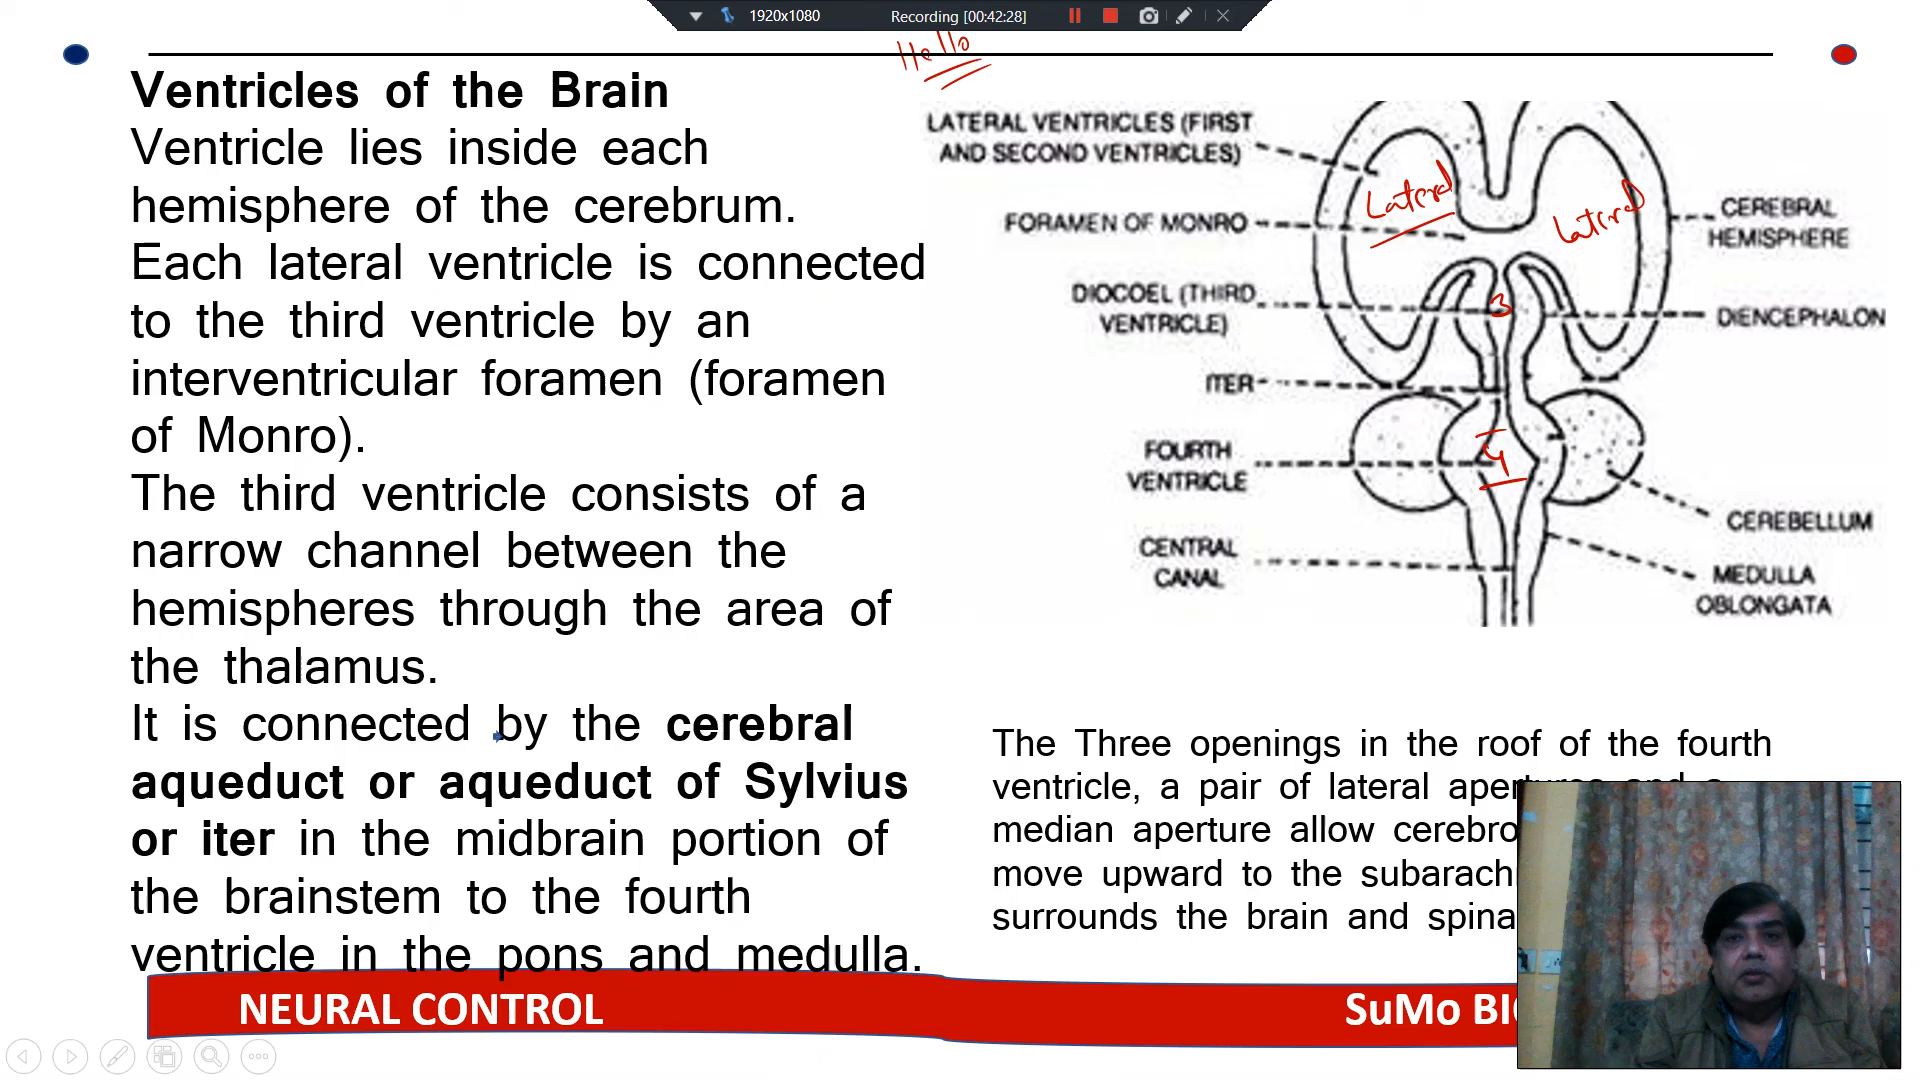 1920x1080 Recording [00:42:28]
Hello
Ventricles of the Brain
Ventricle lies inside each
hemisphere of the cerebrum.
Each lateral ventricle is connected
to the third ventricle by an
interventricular foramen (foramen
of Monro).
The third ventricle consists of a
narrow channel between the
hemispheres through the area of
the thalamus.
It is connected by the cerebral
aqueduct or aqueduct of Sylvius
or iter in the midbrain portion of
the brainstem to the fourth
ventricle in the pons and medulla.
LATERAL VENTRICLES (FIRST
AND SECOND VENTRICLES)
FORAMEN OF MONRO
DIOCOEL (THIRD
VENTRICLE)
ITER
FOURTH
VENTRICLE
CENTRAL
CANAL
Lateral
Lateral
3
4
CEREBRAL
HEMISPHERE
DIENCEPHALON
CEREBELLUM
MEDULLA
OBLONGATA
The Three openings in the roof of the fourth
ventricle, a pair of lateral apertures and a
median aperture allow cerebro
move upward to the subarach
surrounds the brain and spina
NEURAL CONTROL
SuMo BI